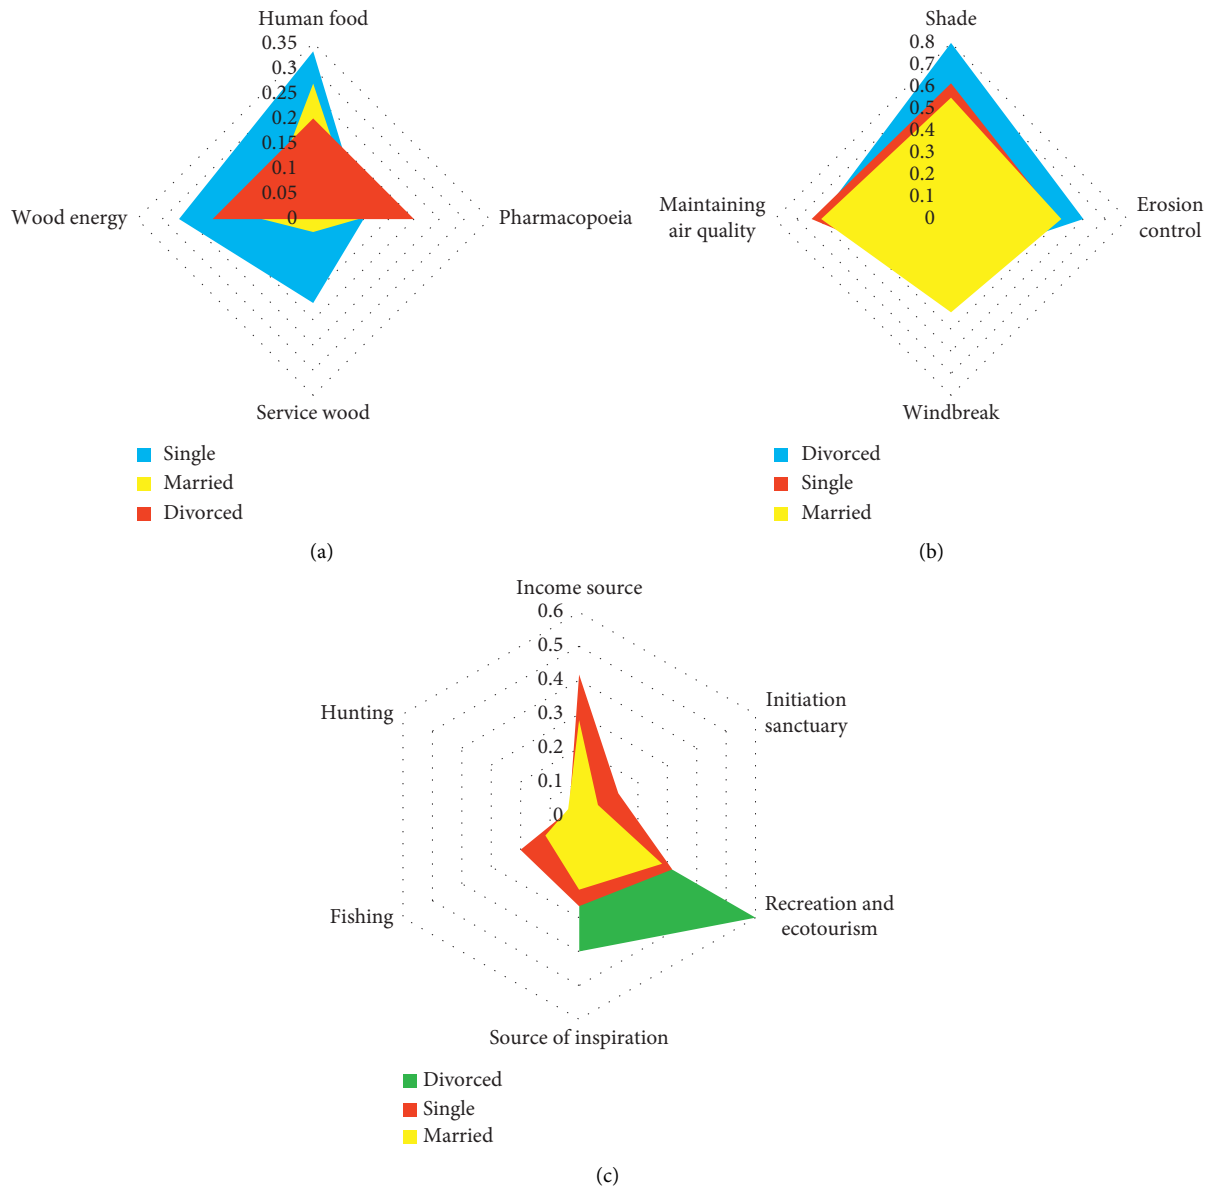 Human food
0.35
0.3
0.25
0.2
0.15
0.1
0.05
0
Wood energy
Pharmacopoeia
Service wood
Single
Married
Divorced
(a)
Shade
0.8
0.7
0.6
0.5
0.4
0.3
0.2
0.1
0
Maintaining
air quality
Erosion
control
Windbreak
Divorced
Single
Married
(b)
Income source
0.6
0.5
0.4
0.3
0.2
0.1
0
Hunting
Initiation
sanctuary
Fishing
Recreation and
ecotourism
Source of inspiration
Divorced
Single
Married
(c)